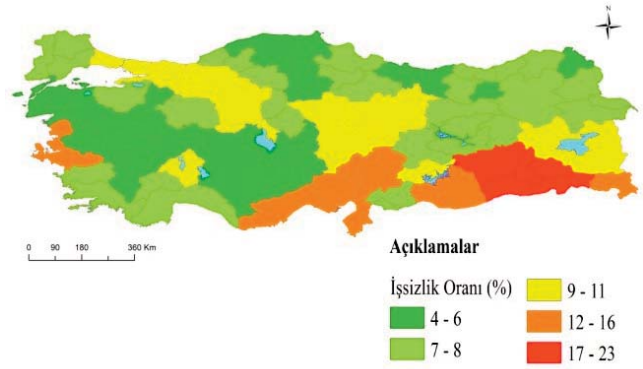 N
0 90 180 360 Km
Açıklamalar
İşsizlik Oranı (%)
4 - 6
7 - 8
9 - 11
12 - 16
17 - 23